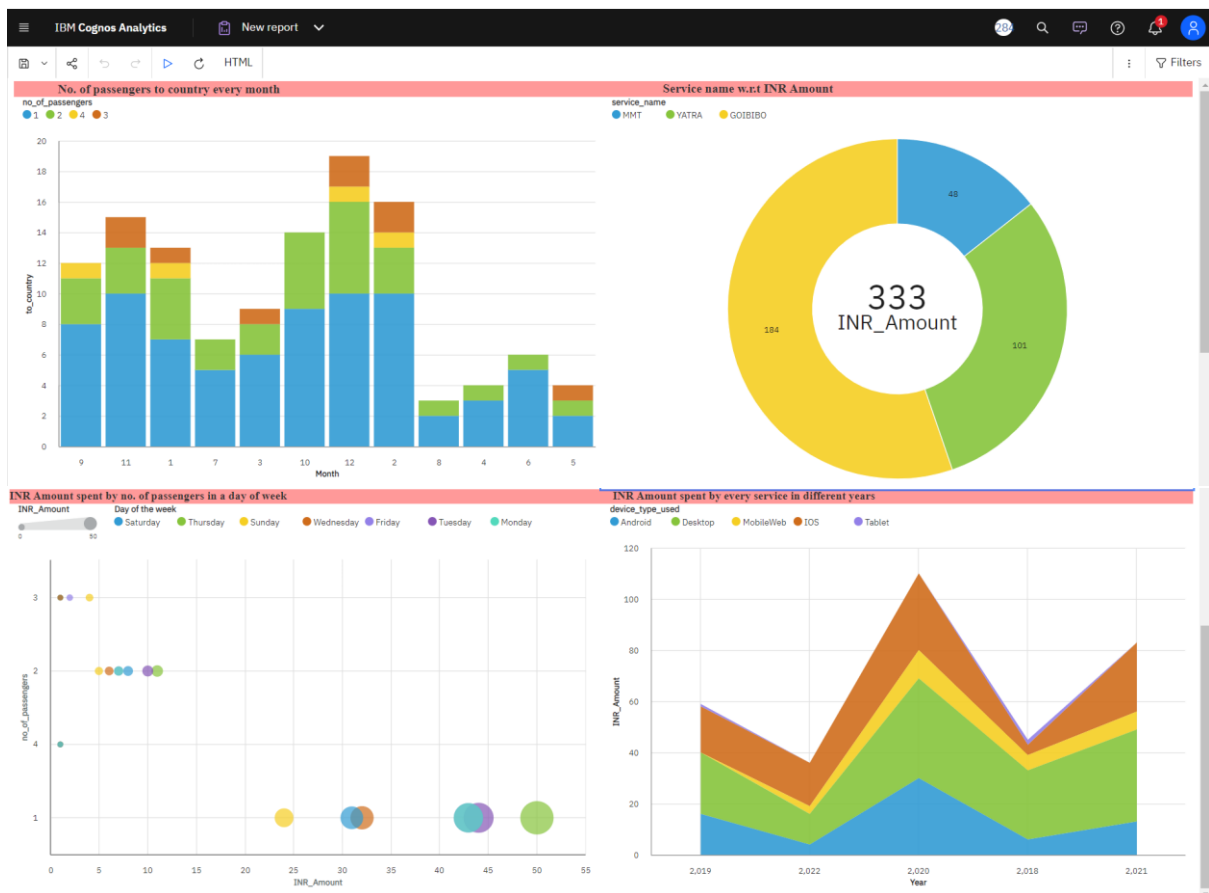 IBM Cognos Analytics New report 284 1
HTML Filters
No. of passengers to country every month
no_of_passengers
1 2 4 3
20
18
16
14
12
10
8
6
4
2
0
to_country
9 11 1 7 3 10 12 2 8 4 6 5
Month
Service name w.r.t INR Amount
service_name
MMT YATRA GOIBIBO
48
333
INR_Amount
184
101
INR Amount spent by no. of passengers in a day of week
INR_Amount Day of the week
Saturday Thursday Sunday Wednesday Friday Tuesday Monday
0 50
3
2
4
1
no_of_passengers
0 5 10 15 20 25 30 35 40 45 50 55
INR_Amount
INR Amount spent by every service in different years
device_type_used
Android Desktop MobileWeb IOS Tablet
120
100
80
60
40
20
0
INR_Amount
2,019 2,022 2,020 2,018 2,021
Year